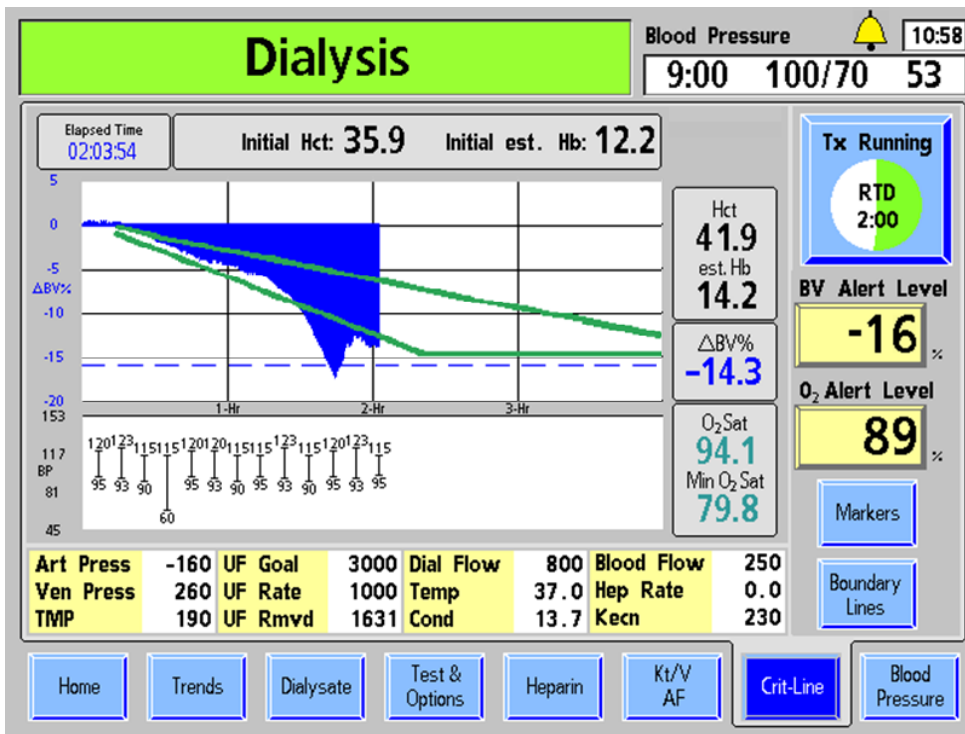 Dialysis
Blood Pressure
10:58
9:00 100/70 53
Elapsed Time
02:03:54
Initial Hct: 35.9 Initial est. Hb: 12.2
5
0
-5
ΔBV%
-10
-15
-20
1-Hr 2-Hr 3-Hr
153
117
BP
81
45
120 123 115 115 120 120 115 115 123 115 120 123 115
95 93 90 60 95 93 90 95 93 90 95 93 95
Hct
41.9
est. Hb
14.2
ΔBV%
-14.3
O₂Sat
94.1
Min O₂ Sat
79.8
Tx Running
RTD
2:00
BV Alert Level
-16 %
O₂ Alert Level
89 %
Markers
Boundary
Lines
Art Press -160 UF Goal 3000 Dial Flow 800 Blood Flow 250
Ven Press 260 UF Rate 1000 Temp 37.0 Hep Rate 0.0
TMP 190 UF Rmvd 1631 Cond 13.7 Kecn 230
Home
Trends
Dialysate
Test &
Options
Heparin
Kt/V
AF
Crit-Line
Blood
Pressure